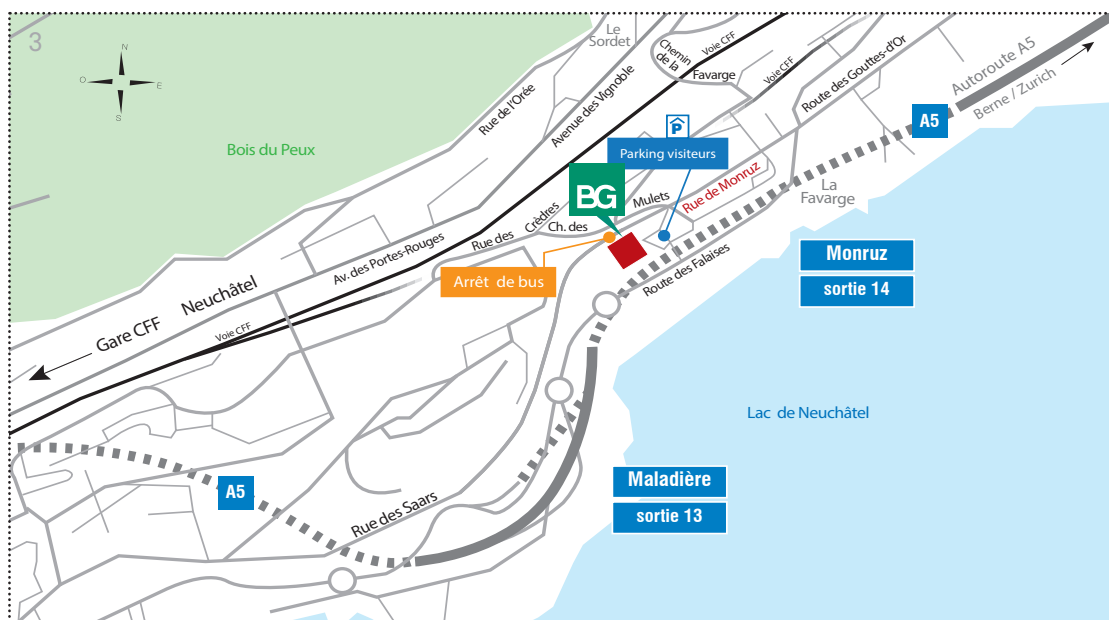 3
N
O
E
S
Le
Sordet
Chemin
de la
Favarge
Voie CFF
Voie CFF
Route des Gouttes-d'Or
Autoroute A5
Berne / Zurich
Rue de l'Orée
Avenue des Vignoble
Bois du Peux
P
Parking visiteurs
A5
La
Favarge
BG
Mulets
Rue de Monruz
Crèdres
Ch. des
Rue des
Av. des Portes-Rouges
Arrêt de bus
Route des Falaises
Monruz
sortie 14
Gare CFF Neuchâtel
Voie CFF
Lac de Neuchâtel
A5
Rue des Saars
Maladière
sortie 13